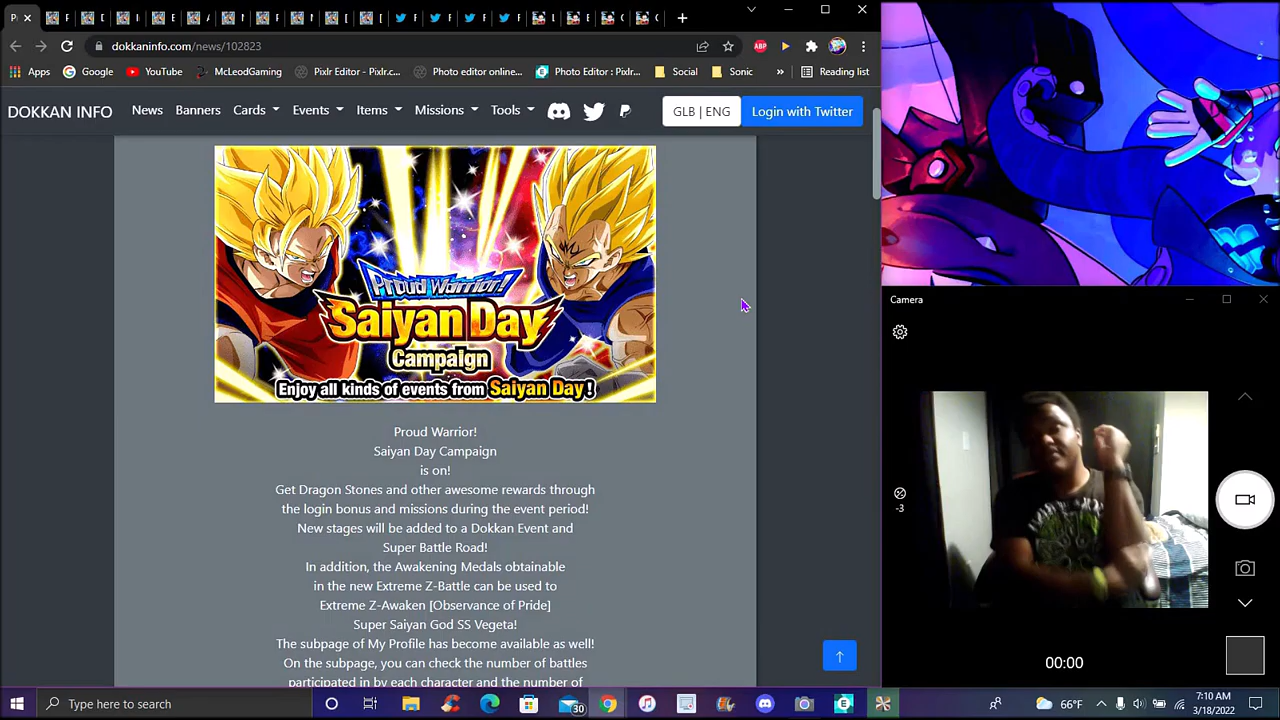 dokkaninfo.com/news/102823
ABP
Apps
Google
YouTube
McLeodGaming
Pixlr Editor - Pixlr.c...
Photo editor online...
Photo Editor : Pixlr...
Social
Sonic
»
Reading list
DOKKAN INFO
News
Banners
Cards
Events
Items
Missions
Tools
GLB | ENG
Login with Twitter
Proud Warrior!
Saiyan Day
Campaign
Enjoy all kinds of events from Saiyan Day!
Proud Warrior!
Saiyan Day Campaign
is on!
Get Dragon Stones and other awesome rewards through
the login bonus and missions during the event period!
New stages will be added to a Dokkan Event and
Super Battle Road!
In addition, the Awakening Medals obtainable
in the new Extreme Z-Battle can be used to
Extreme Z-Awaken [Observance of Pride]
Super Saiyan God SS Vegeta!
The subpage of My Profile has become available as well!
On the subpage, you can check the number of battles
participated in by each character and the number of
Camera
-3
00:00
Type here to search
30
66°F
7:10 AM
3/18/2022